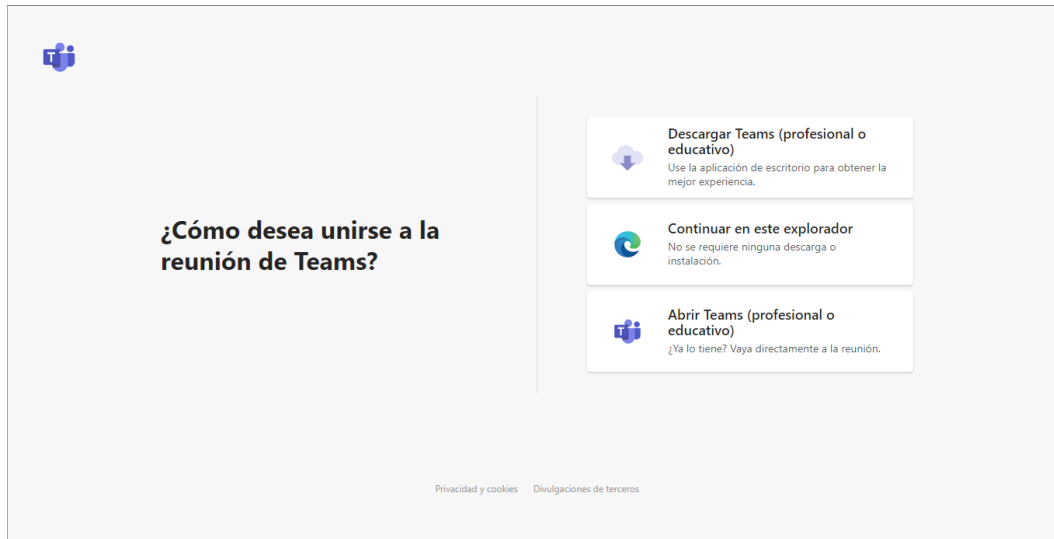 ¿Cómo desea unirse a la
reunión de Teams?
Descargar Teams (profesional o
educativo)
Use la aplicación de escritorio para obtener la
mejor experiencia.
Continuar en este explorador
No se requiere ninguna descarga o
instalación.
Abrir Teams (profesional o
educativo)
¿Ya lo tiene? Vaya directamente a la reunión.
Privacidad y cookies Divulgaciones de terceros